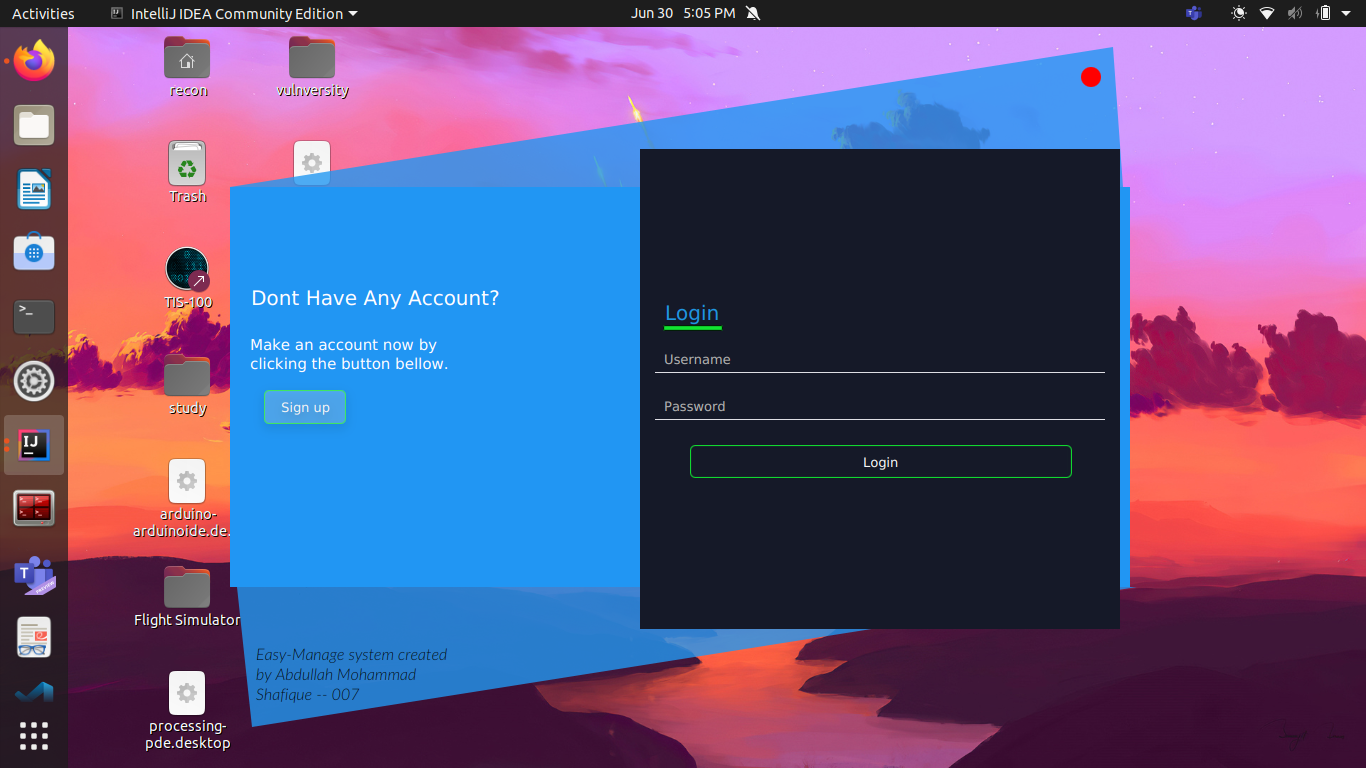 Activities
IntelliJ IDEA Community Edition
Jun 30 5:05 PM
recon
vulnversity
Trash
TIS-100
study
arduino-
arduinoide.de.
Flight Simulator
processing-
pde.desktop
>_
IJ
T
PREVIEW
Dont Have Any Account?
Make an account now by
clicking the button bellow.
Sign up
Login
Username
Password
Login
Easy-Manage system created
by Abdullah Mohammad
Shafique -- 007